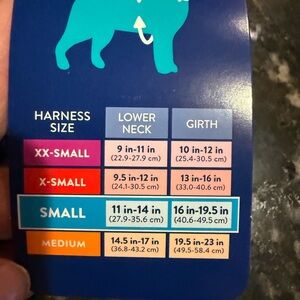 HARNESS
SIZE
LOWER
NECK
GIRTH
XX-SMALL
9 in-11 in
(22.9-27.9 cm)
10 in-12 in
(25.4-30.5 cm)
X-SMALL
9.5 in-12 in
(24.1-30.5 cm)
13 in-16 in
(33.0-40.6 cm)
SMALL
11 in-14 in
(27.9-35.6 cm)
16 in-19.5 in
(40.6-49.5 cm)
MEDIUM
14.5 in-17 in
(36.8-43.2 cm)
19.5 in-23 in
(49.5-58.4 cm)